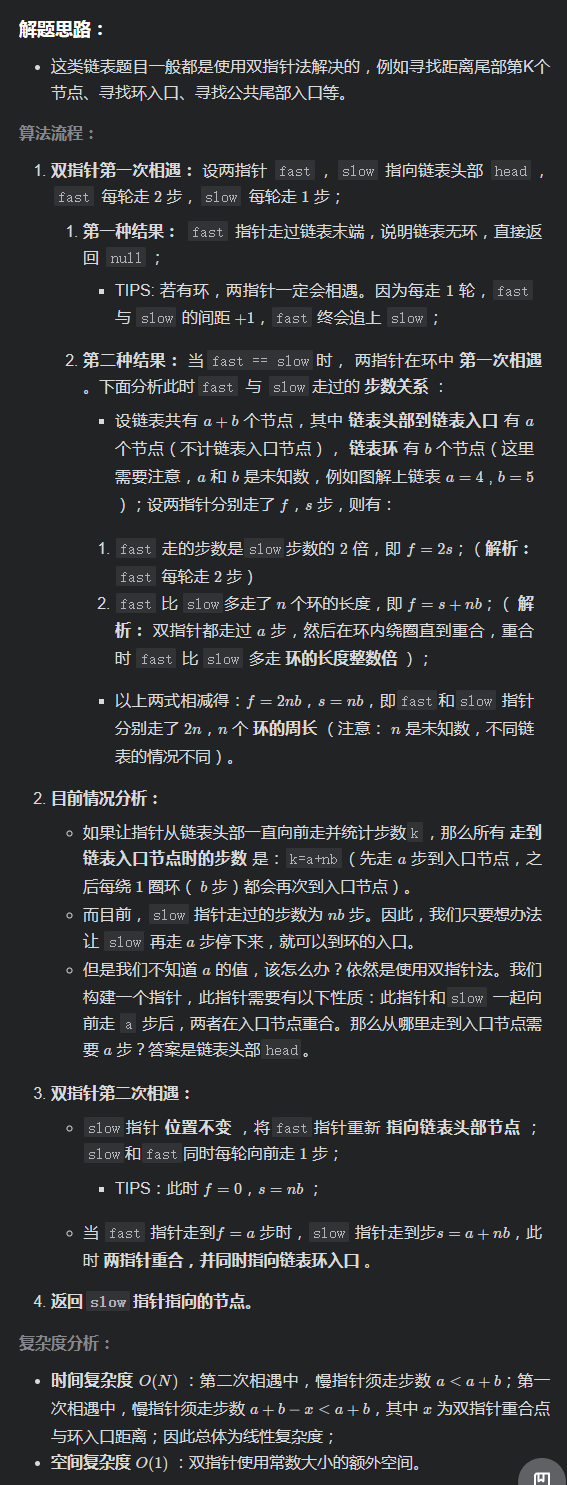 解题思路：
这类链表题目一般都是使用双指针法解决的，例如寻找距离尾部第K个
节点、寻找环入口、寻找公共尾部入口等。
算法流程：
1. 双指针第一次相遇： 设两指针 fast ，slow 指向链表头部 head ，
fast 每轮走 2 步，slow 每轮走 1 步；
1. 第一种结果： fast 指针走过链表末端，说明链表无环，直接返
回 null ；
TIPS: 若有环，两指针一定会相遇。因为每走 1 轮，fast
与 slow 的间距 +1，fast 终会追上 slow ；
2. 第二种结果： 当 fast == slow 时， 两指针在环中 第一次相遇
。下面分析此时 fast 与 slow 走过的 步数关系 ：
设链表共有 a + b 个节点，其中 链表头部到链表入口 有 a
个节点（不计链表入口节点）， 链表环 有 b 个节点（这里
需要注意，a 和 b 是未知数，例如图解上链表 a = 4 , b = 5
）；设两指针分别走了 f，s 步，则有：
1. fast 走的步数是 slow 步数的 2 倍，即 f = 2s；（ 解析：
fast 每轮走 2 步）
2. fast 比 slow 多走了 n 个环的长度，即 f = s + nb；（ 解
析： 双指针都走过 a 步，然后在环内绕圈直到重合，重合
时 fast 比 slow 多走 环的长度整数倍 ）；
以上两式相减得：f = 2nb，s = nb，即 fast 和 slow 指针
分别走了 2n，n 个 环的周长 （注意： n 是未知数，不同链
表的情况不同）。
2. 目前情况分析：
如果让指针从链表头部一直向前走并统计步数 k ，那么所有 走到
链表入口节点时的步数 是：k=a+nb（先走 a 步到入口节点，之
后每绕 1 圈环（ b 步）都会再次到入口节点）。
而目前，slow 指针走过的步数为 nb 步。因此，我们只要想办法
让 slow 再走 a 步停下来，就可以到环的入口。
但是我们不知道 a 的值，该怎么办？依然是使用双指针法。我们
构建一个指针，此指针需要有以下性质：此指针和 slow 一起向
前走 a 步后，两者在入口节点重合。那么从哪里走到入口节点需
要 a 步？答案是链表头部 head 。
3. 双指针第二次相遇：
slow 指针 位置不变 ，将 fast 指针重新 指向链表头部节点 ；
slow 和 fast 同时每轮向前走 1 步；
TIPS：此时 f = 0，s = nb ；
当 fast 指针走到f = a 步时，slow 指针走到步s = a + nb，此
时 两指针重合，并同时指向链表环入口 。
4. 返回 slow 指针指向的节点。
复杂度分析：
时间复杂度 O(N) ：第二次相遇中，慢指针须走步数 a < a + b；第一
次相遇中，慢指针须走步数 a + b − x < a + b，其中 x 为双指针重合点
与环入口距离；因此总体为线性复杂度；
空间复杂度 O(1) ：双指针使用常数大小的额外空间。